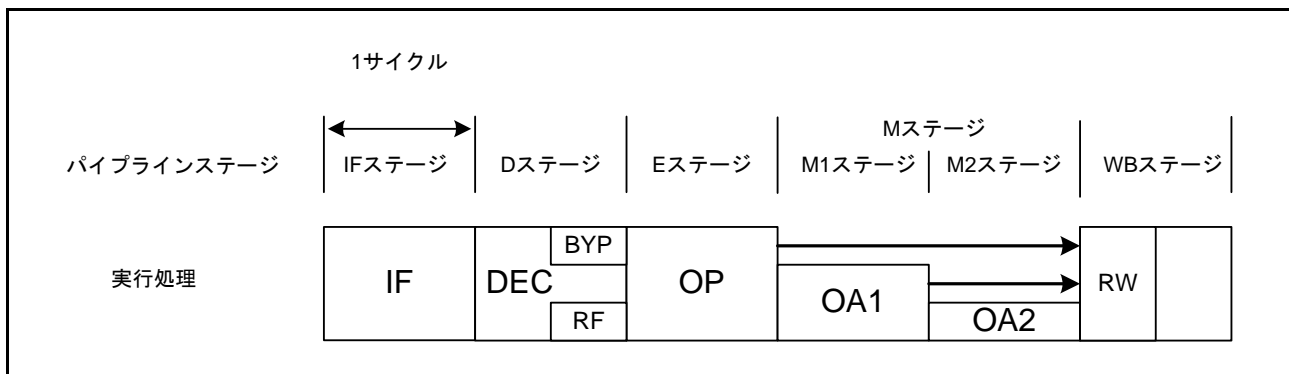 1サイクル
Mステージ
パイプラインステージ IFステージ Dステージ Eステージ M1ステージ M2ステージ WBステージ
BYP
実行処理 IF DEC OP OA1 RW
RF OA2